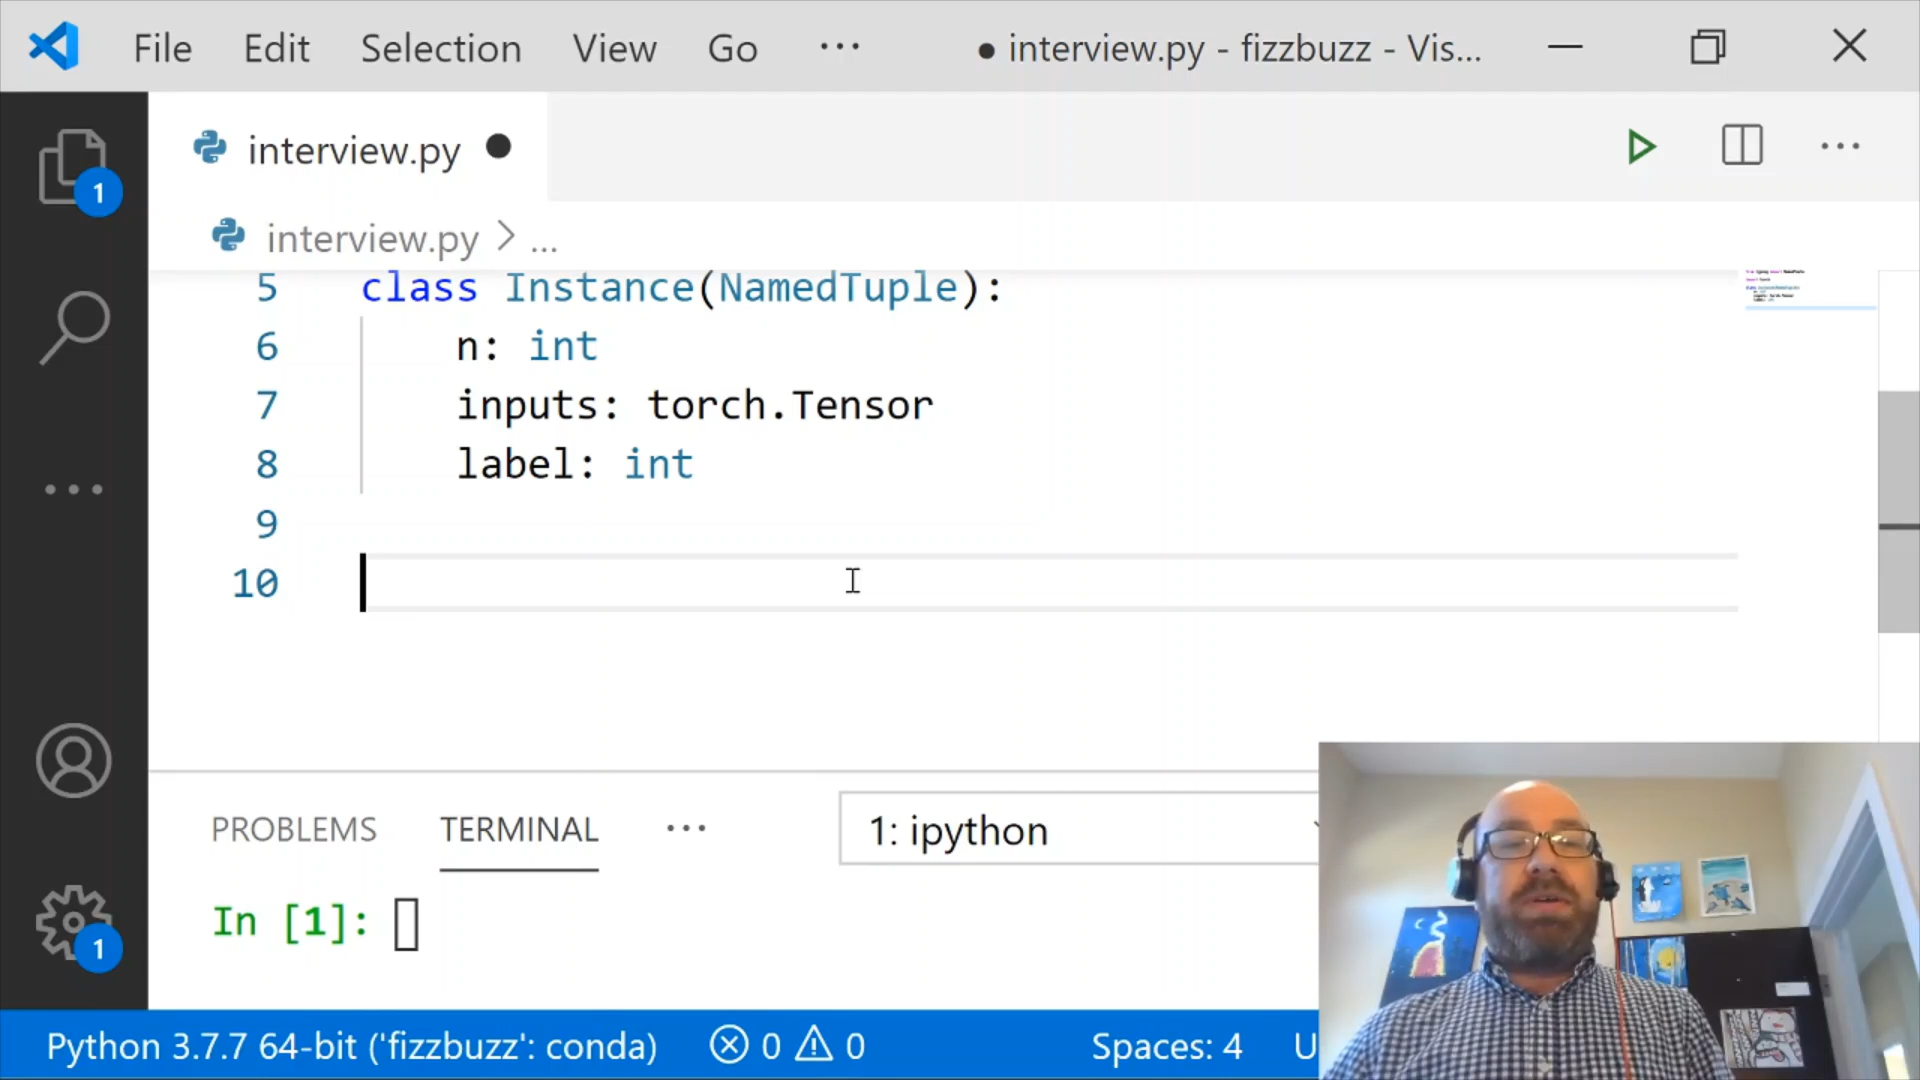 File Edit Selection View Go ··· ● interview.py - fizzbuzz - Vis...
interview.py ●
1
interview.py > ...
5 class Instance(NamedTuple):
6 n: int
7 inputs: torch.Tensor
8 label: int
9
10
PROBLEMS TERMINAL ··· 1: ipython
In [1]:
1
Python 3.7.7 64-bit ('fizzbuzz': conda) 0 0 Spaces: 4 U